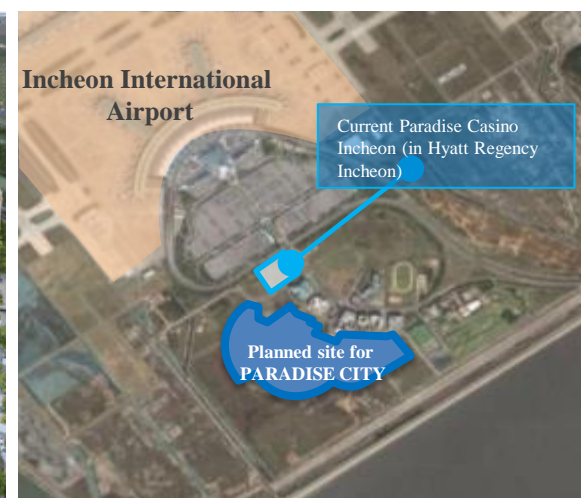 Incheon International
Airport
Current Paradise Casino
Incheon (in Hyatt Regency
Incheon)
Planned site for
PARADISE CITY